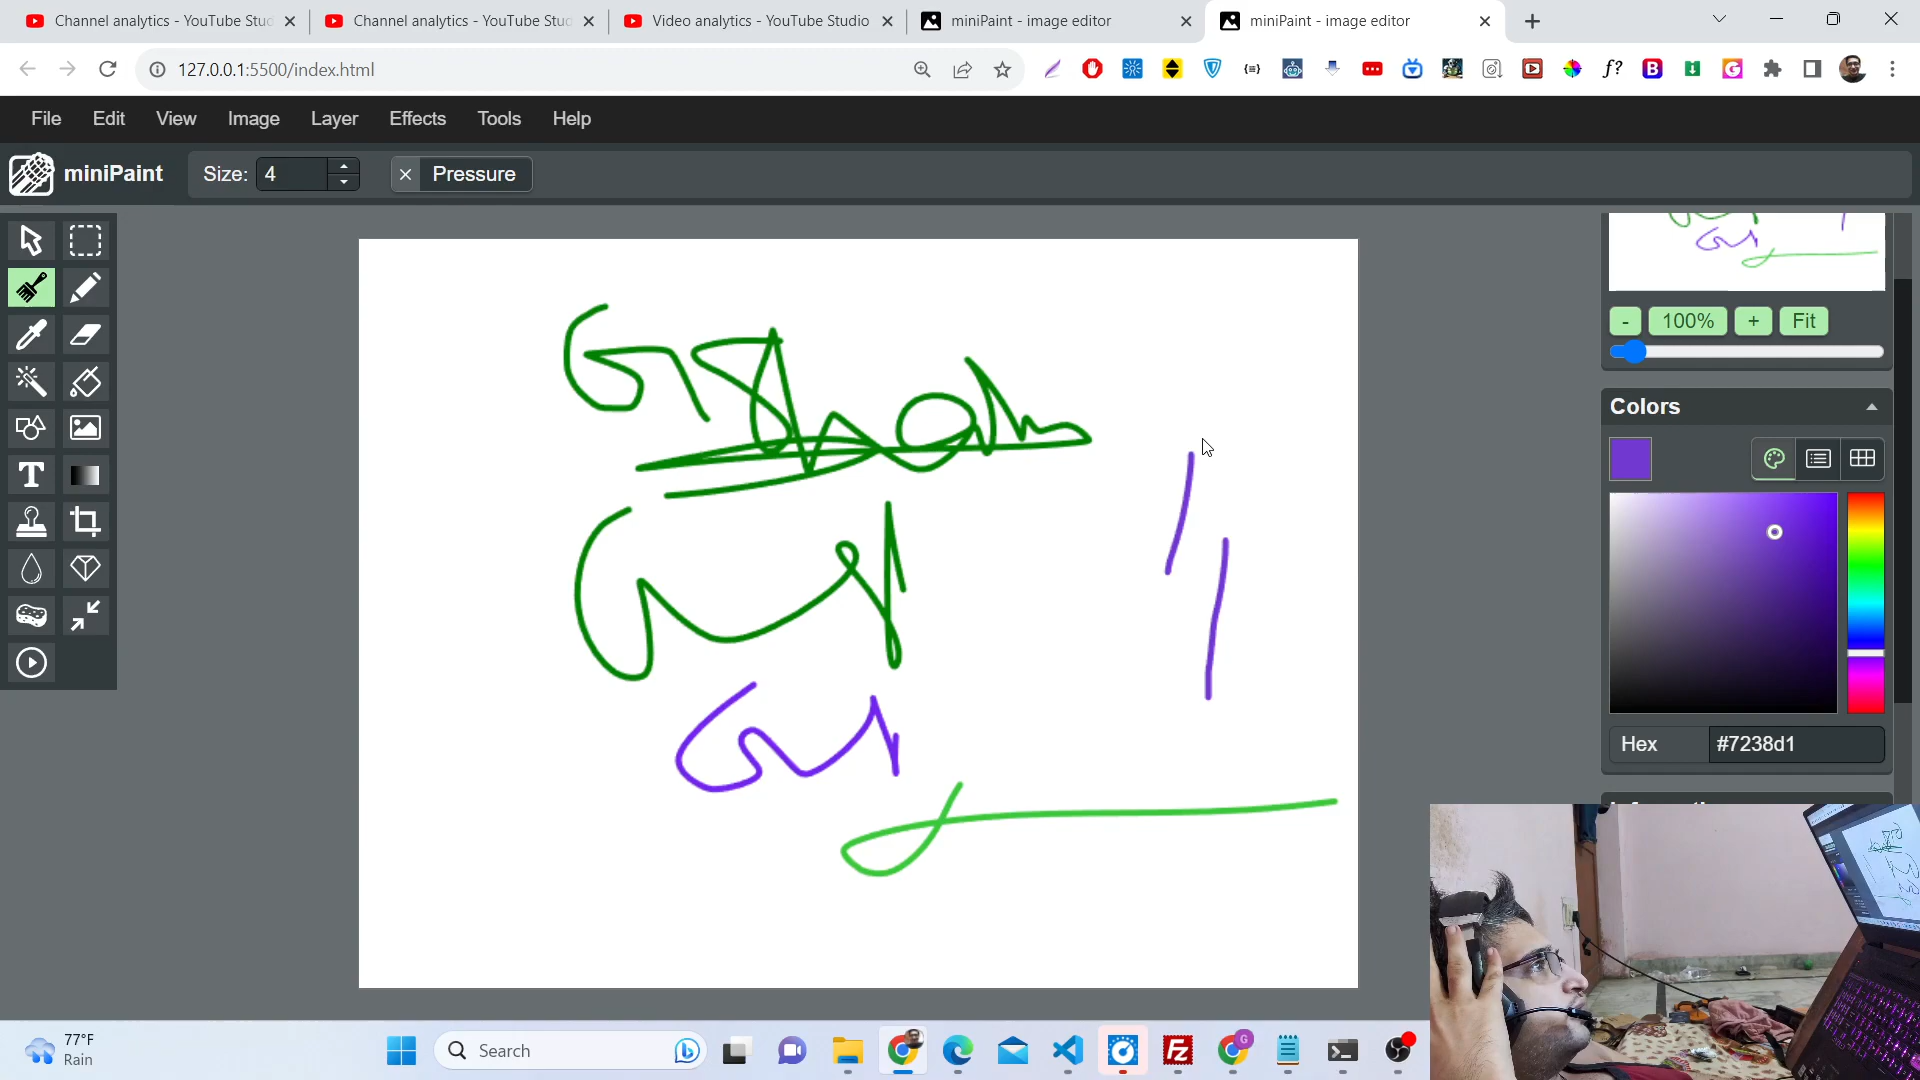 Channel analytics - YouTube Stud
Channel analytics - YouTube Stud
Video analytics - YouTube Studio
miniPaint - image editor
miniPaint - image editor
127.0.0.1:5500/index.html
File Edit View Image Layer Effects Tools Help
miniPaint
Size: 4
Pressure
- 100% + Fit
Colors
Hex #7238d1
77°F
Rain
Search